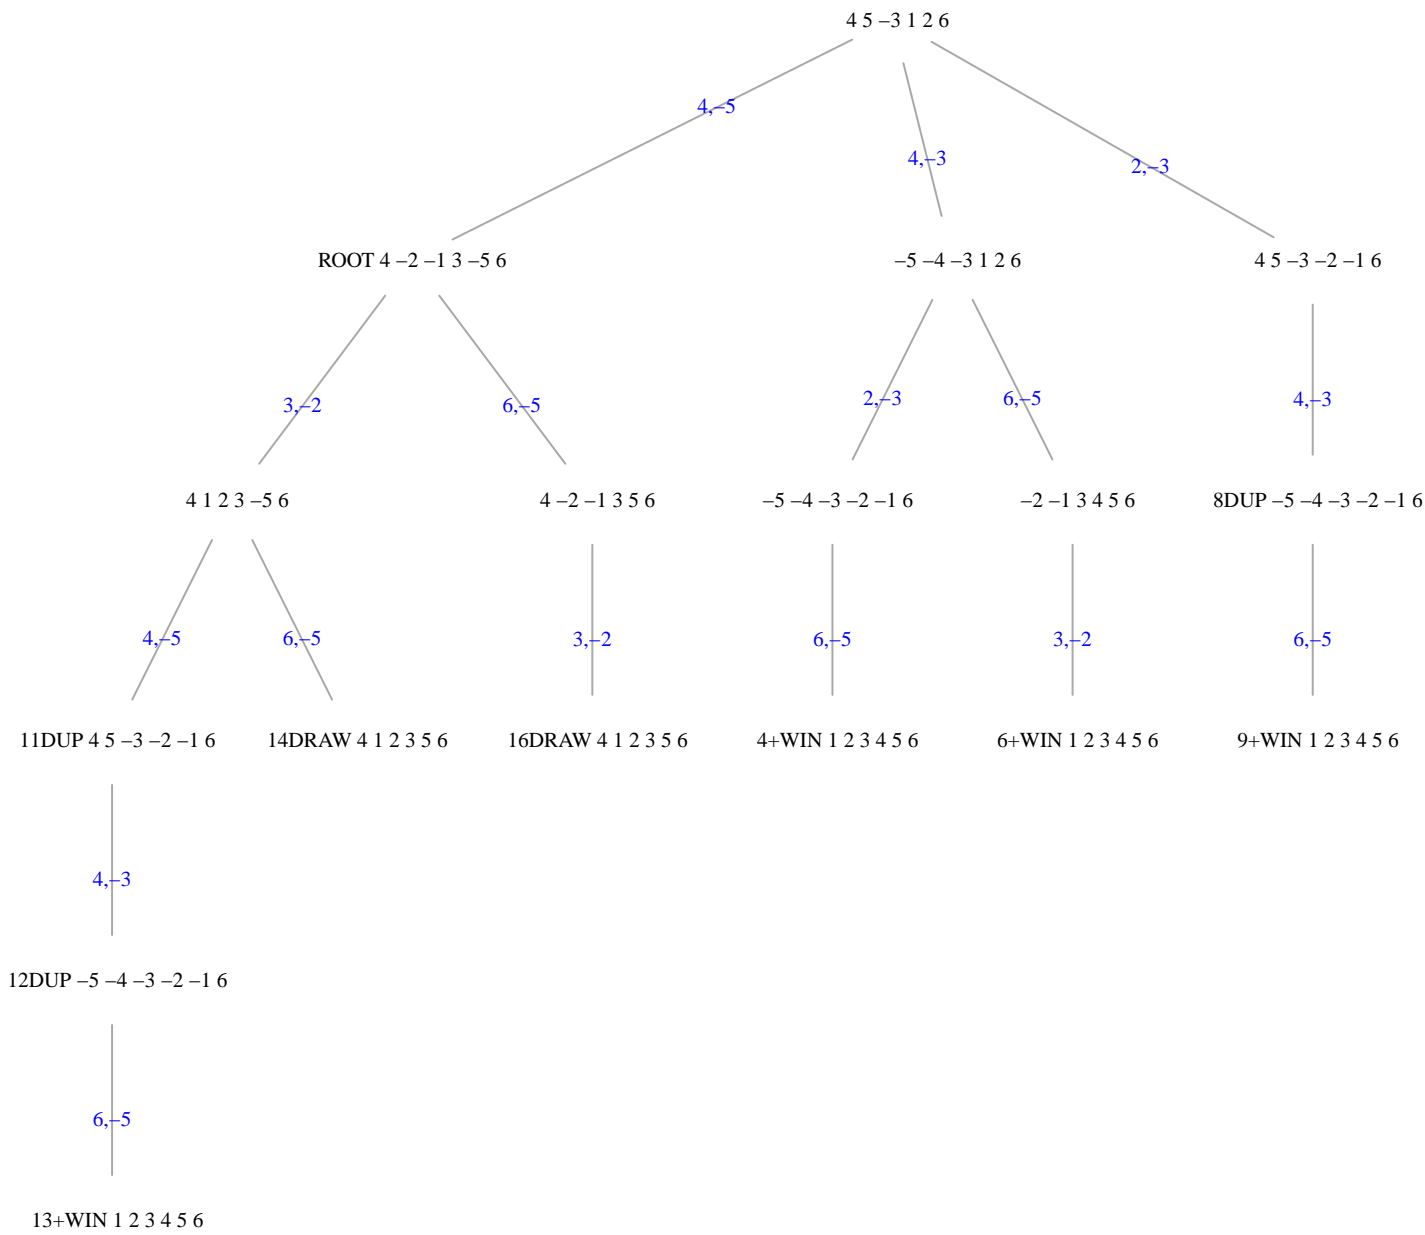 4 5 –3 1 2 6
4,–5
4,–3
2,–3
ROOT 4 –2 –1 3 –5 6
–5 –4 –3 1 2 6
4 5 –3 –2 –1 6
3,–2
6,–5
2,–3
6,–5
4,–3
4 1 2 3 –5 6
4 –2 –1 3 5 6
–5 –4 –3 –2 –1 6
–2 –1 3 4 5 6
8DUP –5 –4 –3 –2 –1 6
4,–5
6,–5
3,–2
6,–5
3,–2
6,–5
11DUP 4 5 –3 –2 –1 6
14DRAW 4 1 2 3 5 6
16DRAW 4 1 2 3 5 6
4+WIN 1 2 3 4 5 6
6+WIN 1 2 3 4 5 6
9+WIN 1 2 3 4 5 6
4,–3
12DUP –5 –4 –3 –2 –1 6
6,–5
13+WIN 1 2 3 4 5 6